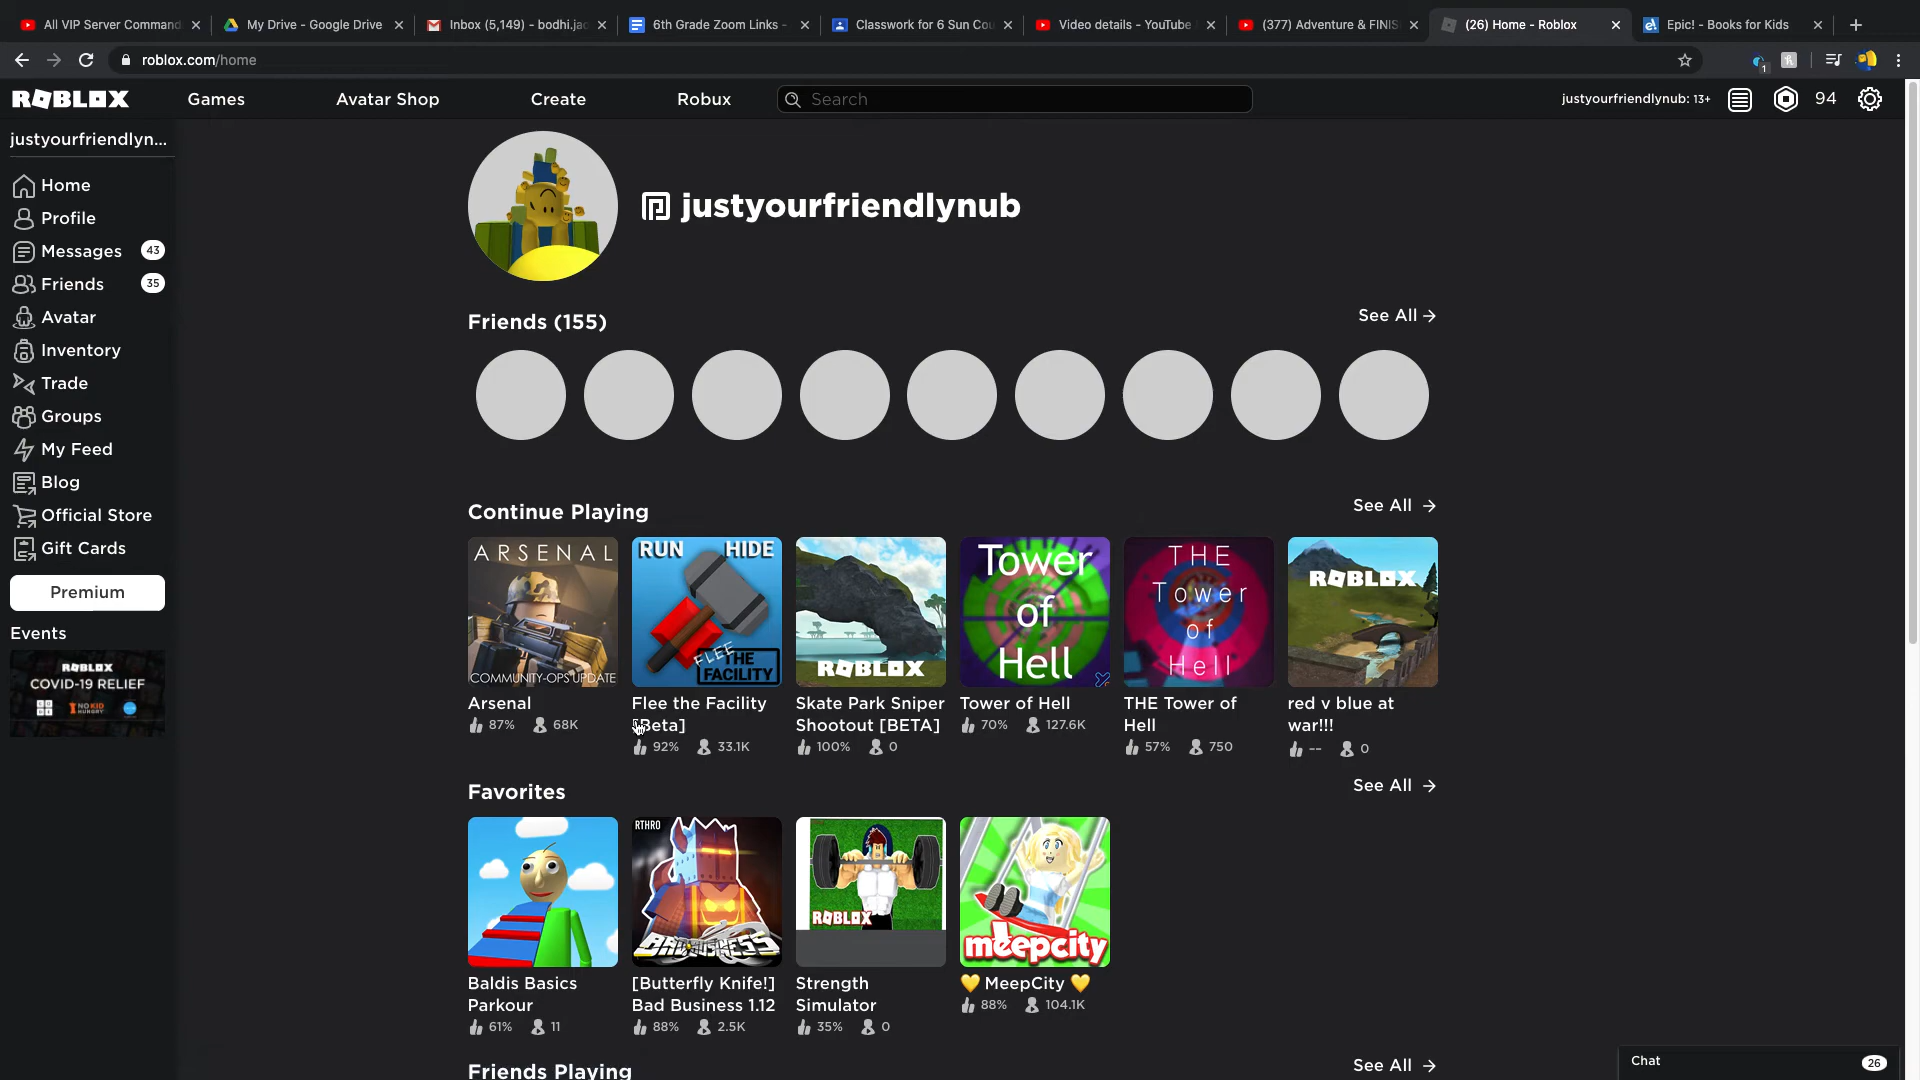 All VIP Server Command
My Drive - Google Drive
Inbox (5,149) - bodhi.jac
6th Grade Zoom Links -
Classwork for 6 Sun Cou
Video details - YouTube
(377) Adventure & FINIS
(26) Home - Roblox
Epic! - Books for Kids
roblox.com/home
1
ROBLOX
Games
Avatar Shop
Create
Robux
Search
justyourfriendlynub: 13+
94
justyourfriendlyn...
Home
Profile
Messages
43
Friends
35
Avatar
Inventory
Trade
Groups
My Feed
Blog
Official Store
Gift Cards
Premium
Events
ROBLOX
COVID-19 RELIEF
NO KID
HUNGRY
justyourfriendlynub
Friends (155)
See All
Continue Playing
See All
ARSENAL
COMMUNITY-OPS UPDATE
Arsenal
87% 68K
RUN HIDE
FLEE THE
FACILITY
Flee the Facility
[Beta]
92% 33.1K
ROBLOX
Skate Park Sniper
Shootout [BETA]
100% 0
Tower
of
Hell
Tower of Hell
70% 127.6K
THE
Tower
of
Hell
THE Tower of
Hell
57% 750
ROBLOX
red v blue at
war!!!
-- 0
Favorites
See All
Baldis Basics
Parkour
61% 11
RTHRO
BAD BUSINESS
[Butterfly Knife!]
Bad Business 1.12
88% 2.5K
ROBLOX
Strength
Simulator
35% 0
meepcity
💛 MeepCity 💛
88% 104.1K
Friends Playing
See All
Chat
26